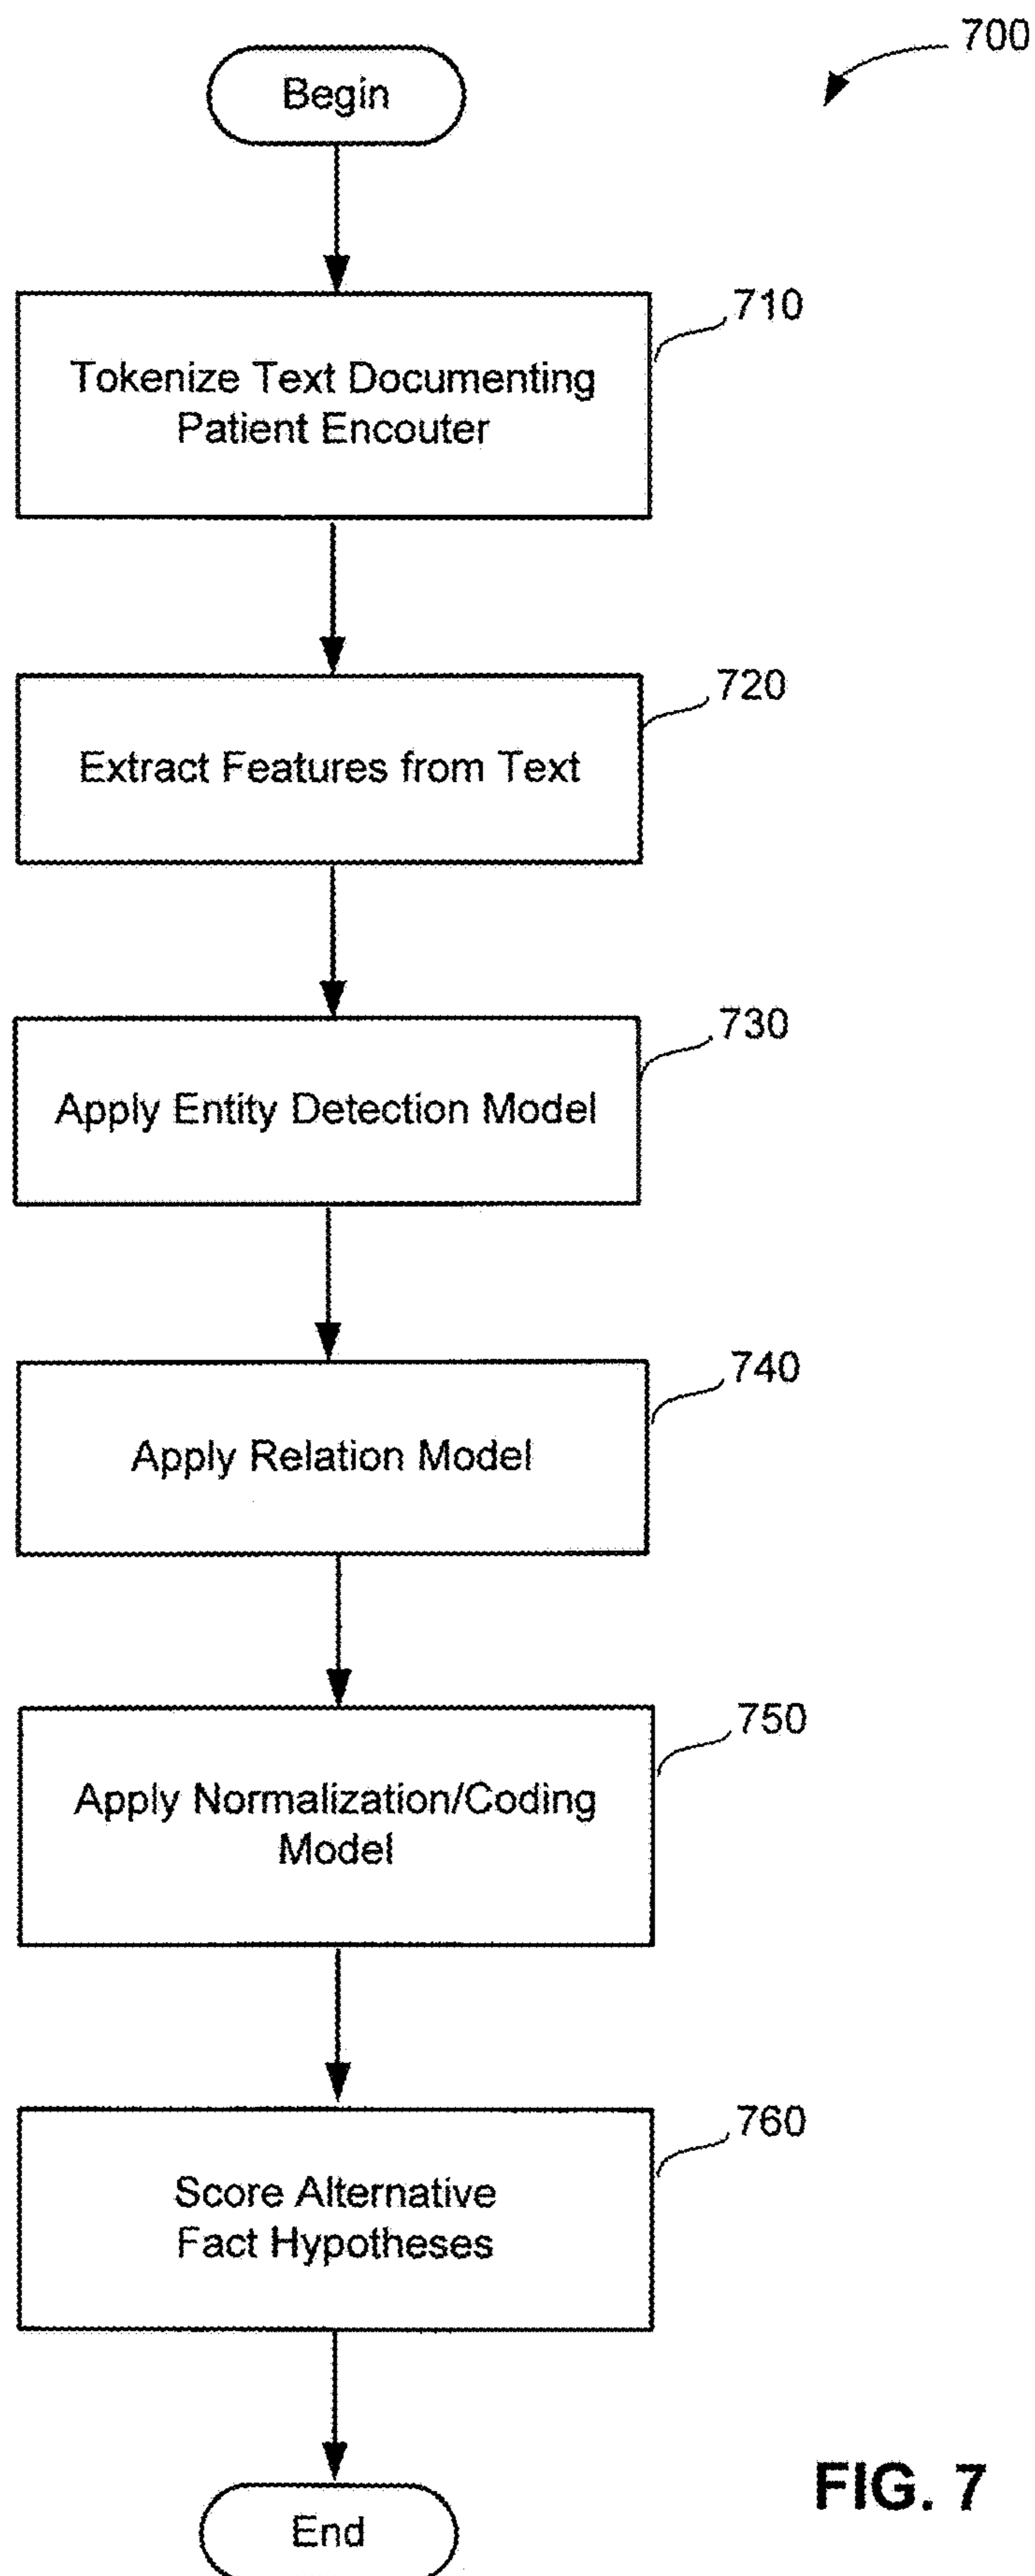 700
Begin
710
Tokenize Text Documenting
Patient Encouter
720
Extract Features from Text
730
Apply Entity Detection Model
740
Apply Relation Model
750
Apply Normalization/Coding
Model
760
Score Alternative
Fact Hypotheses
End
FIG. 7